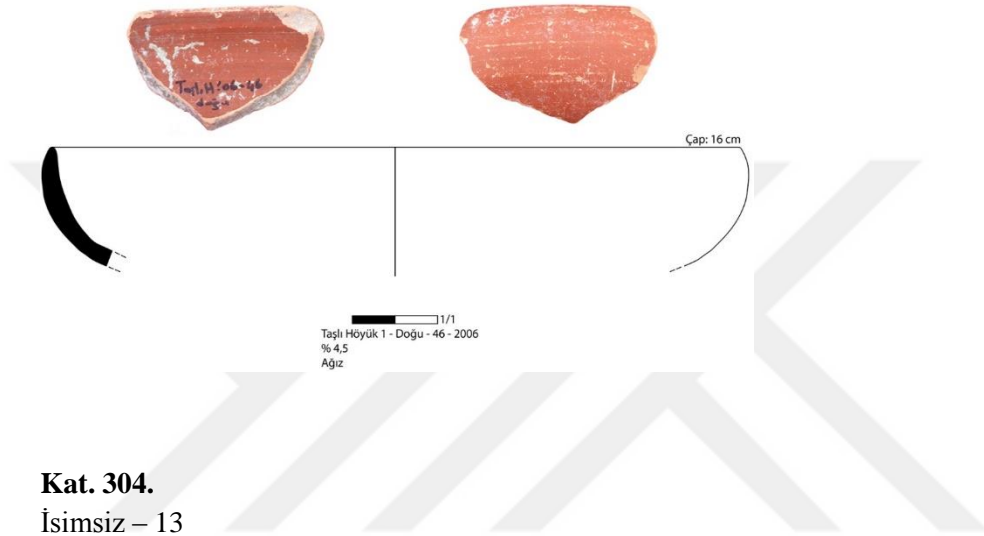 Taşlı.H '06-46
doğu
Çap: 16 cm
1/1
Taşlı Höyük 1 - Doğu - 46 - 2006
% 4,5
Ağız
Kat. 304.
İsimsiz – 13